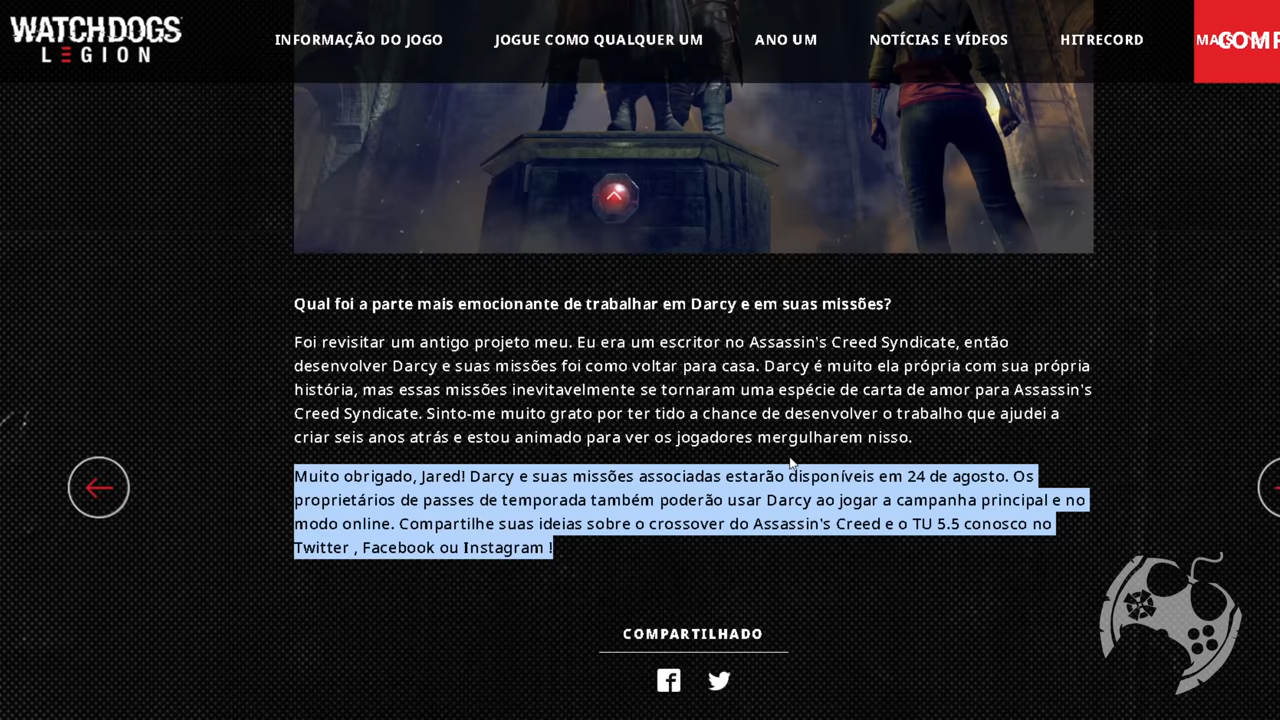 WATCH DOGS
LEGION
INFORMAÇÃO DO JOGO
JOGUE COMO QUALQUER UM
ANO UM
NOTÍCIAS E VÍDEOS
HITRECORD
Qual foi a parte mais emocionante de trabalhar em Darcy e em suas missões?
Foi revisitar um antigo projeto meu. Eu era um escritor no Assassin's Creed Syndicate, então
desenvolver Darcy e suas missões foi como voltar para casa. Darcy é muito ela própria com sua própria
história, mas essas missões inevitavelmente se tornaram uma espécie de carta de amor para Assassin's
Creed Syndicate. Sinto-me muito grato por ter tido a chance de desenvolver o trabalho que ajudei a
criar seis anos atrás e estou animado para ver os jogadores mergulharem nisso.
Muito obrigado, Jared! Darcy e suas missões associadas estarão disponíveis em 24 de agosto. Os
proprietários de passes de temporada também poderão usar Darcy ao jogar a campanha principal e no
modo online. Compartilhe suas ideias sobre o crossover do Assassin's Creed e o TU 5.5 conosco no
Twitter , Facebook ou Instagram !
COMPARTILHADO